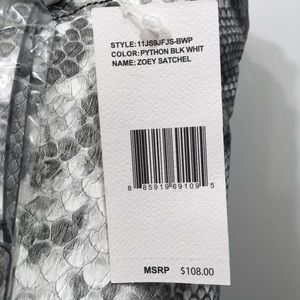 STYLE:11JS9JFJS-BWP
COLOR:PYTHON BLK WHIT
NAME: ZOEY SATCHEL
8 85919 69109 5
MSRP $108.00